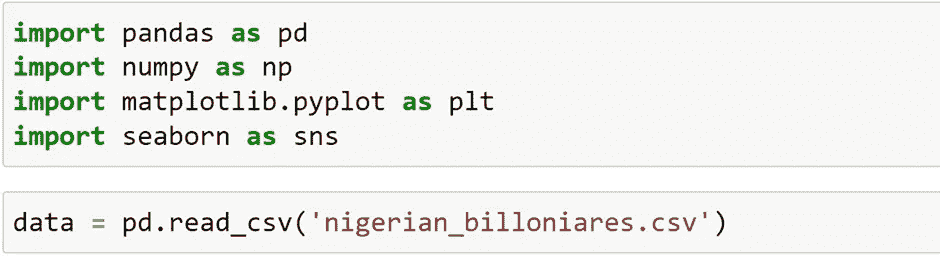 import pandas as pd
import numpy as np
import matplotlib.pyplot as plt
import seaborn as sns
data = pd.read_csv('nigerian_billoniares.csv')